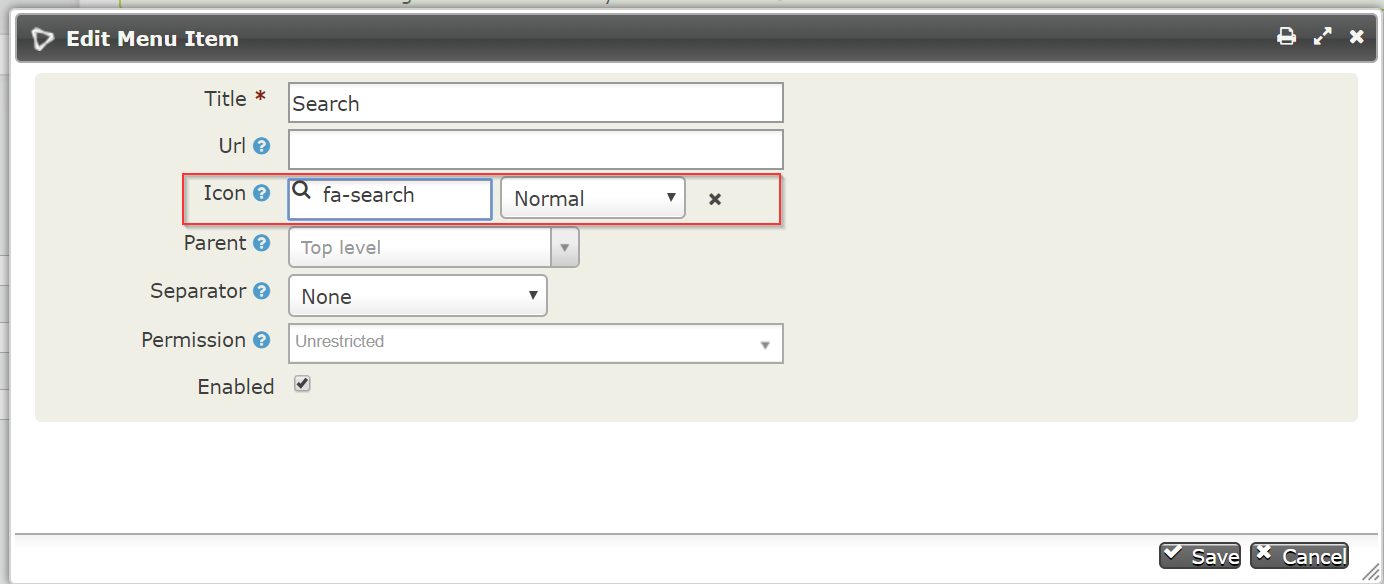 Edit Menu Item
Title *
Search
Url
Icon
fa-search
Normal
Parent
Top level
Separator
None
Permission
Unrestricted
Enabled
Save
Cancel